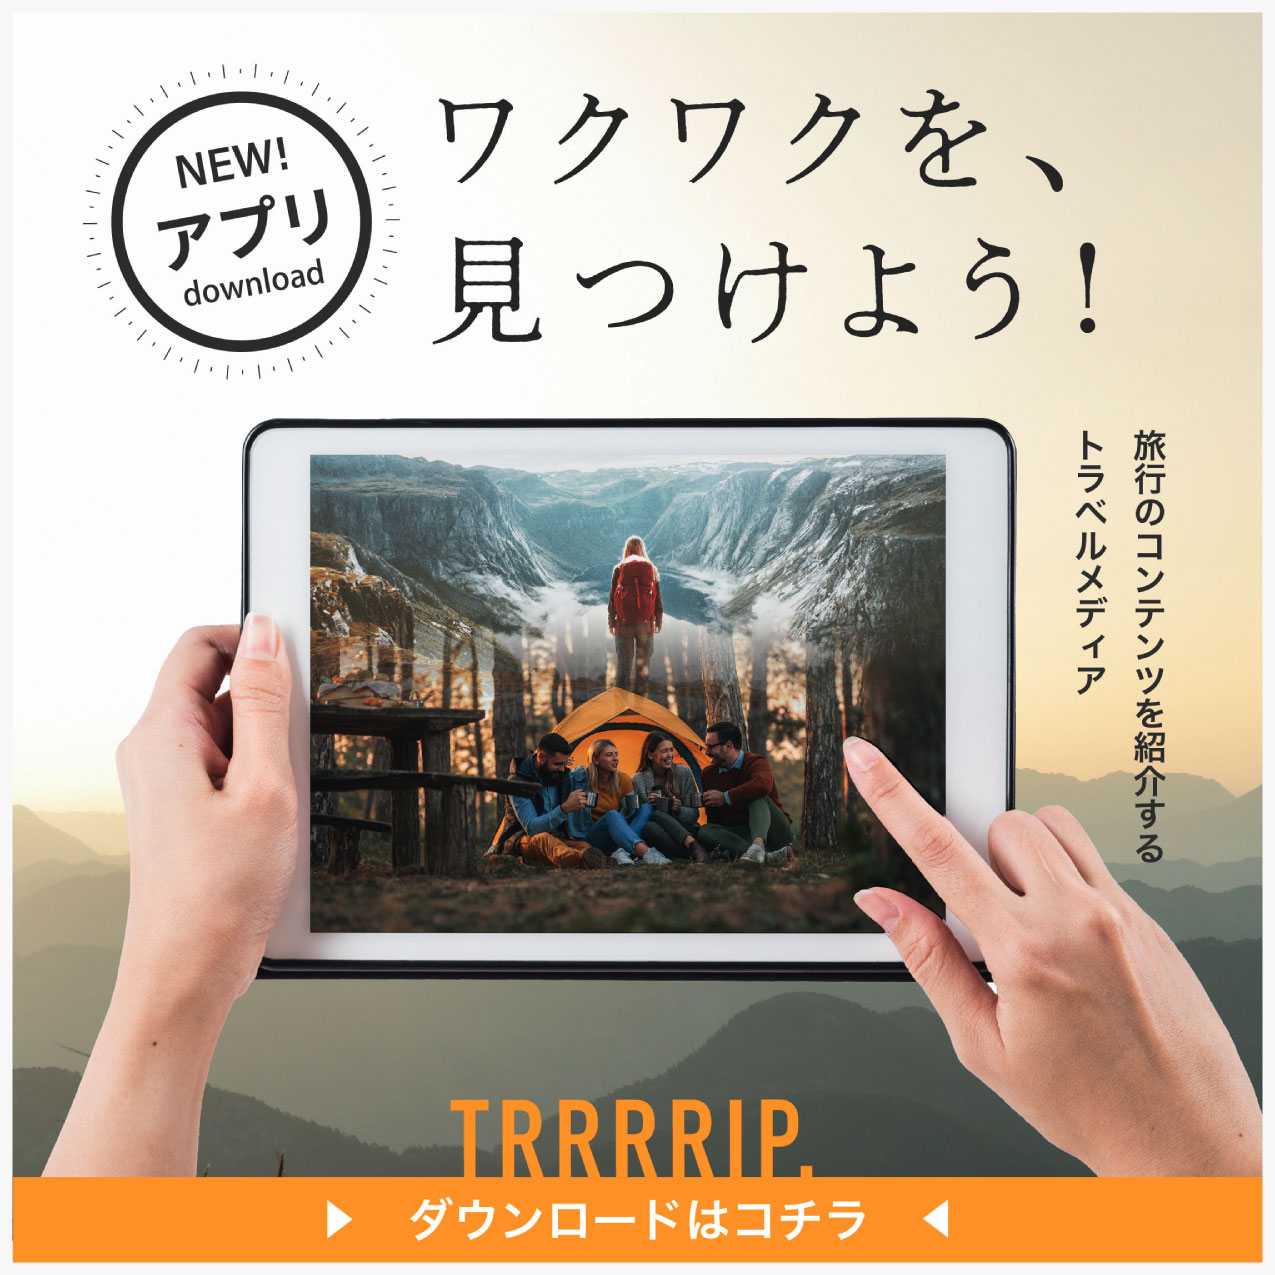 NEW!
アプリ
download
ワクワクを、
見つけよう!
旅行のコンテンツを紹介する
トラベルメディア
TRRRRIP.
▶ ダウンロードはコチラ ◀